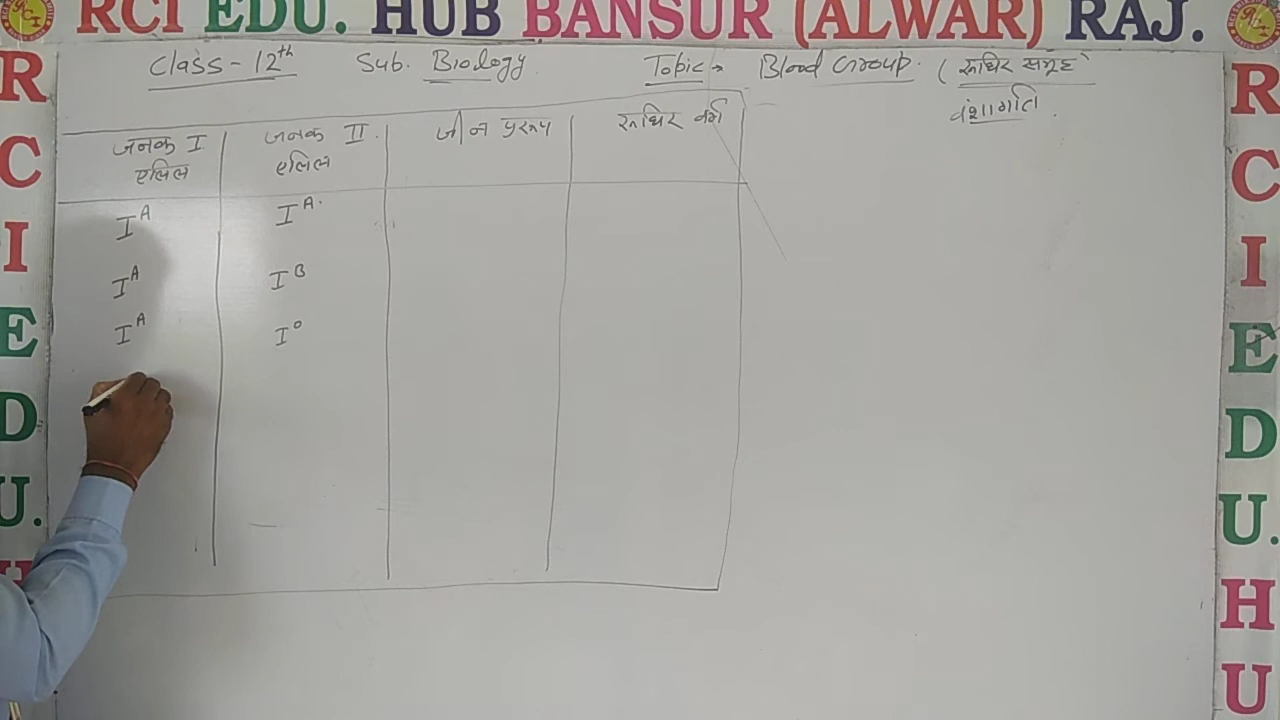 RCI EDU. HUB BANSUR (ALWAR) RAJ.
Class - 12th Sub. Biology Topic → Blood Group. (रुधिर समूह
वंशागति
जनक I जनक II जीन प्ररूप रुधिर वर्ग
एलिल एलिल
I^A I^A
I^A I^B
I^A I^O
R
C
I
E
D
U.
H
R
C
I
E
D
U.
H
U